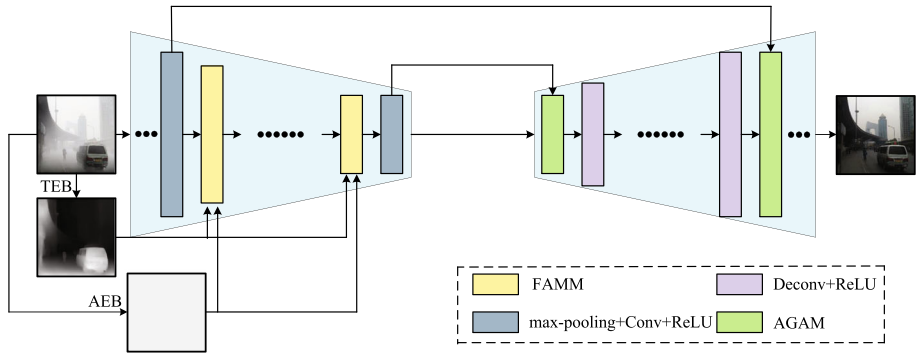 TEB
AEB
FAMM
Deconv+ReLU
max-pooling+Conv+ReLU
AGAM